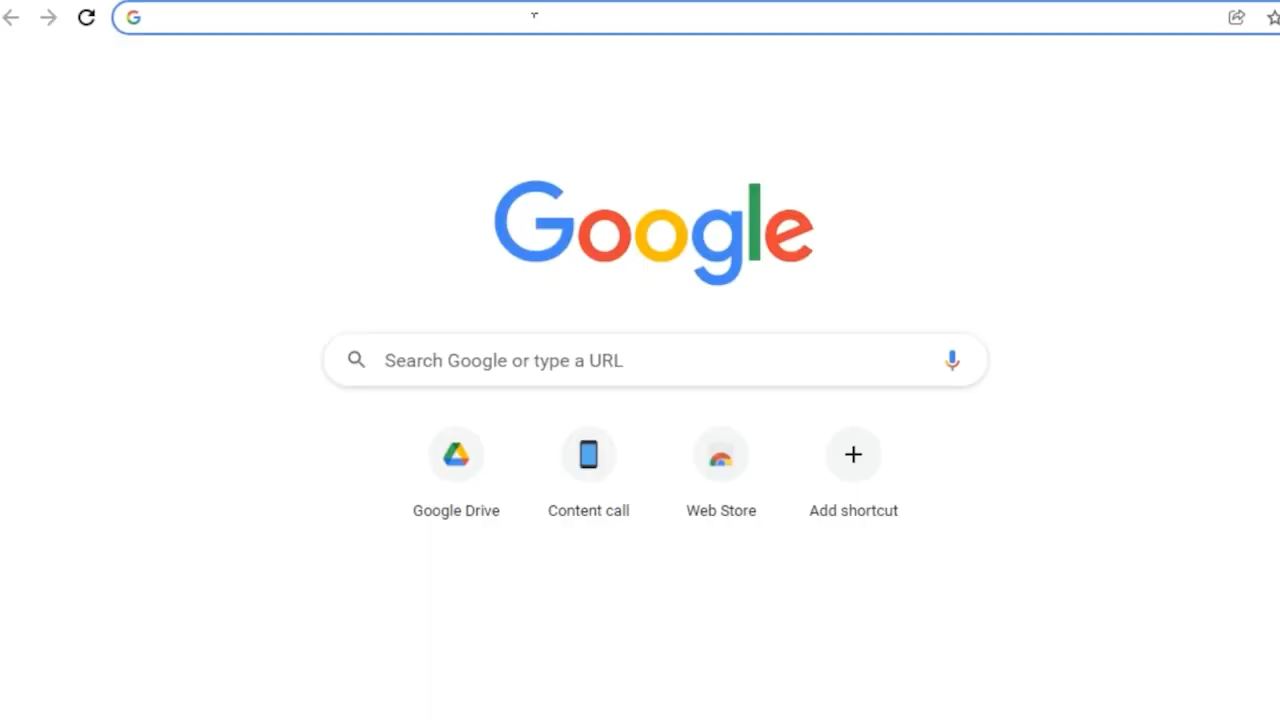 Google
Search Google or type a URL
Google Drive
Content call
Web Store
Add shortcut